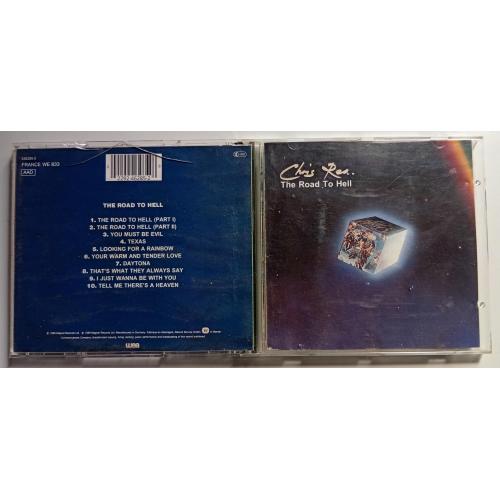 FRANCE WE 833
AAD
THE ROAD TO HELL
1. THE ROAD TO HELL (PART I)
2. THE ROAD TO HELL (PART II)
3. YOU MUST BE EVIL
4. TEXAS
5. LOOKING FOR A RAINBOW
6. YOUR WARM AND TENDER LOVE
7. DAYTONA
8. THAT'S WHAT THEY ALWAYS SAY
9. I JUST WANNA BE WITH YOU
10. TELL ME THERE'S A HEAVEN
wea
Chris Rea.
The Road To Hell